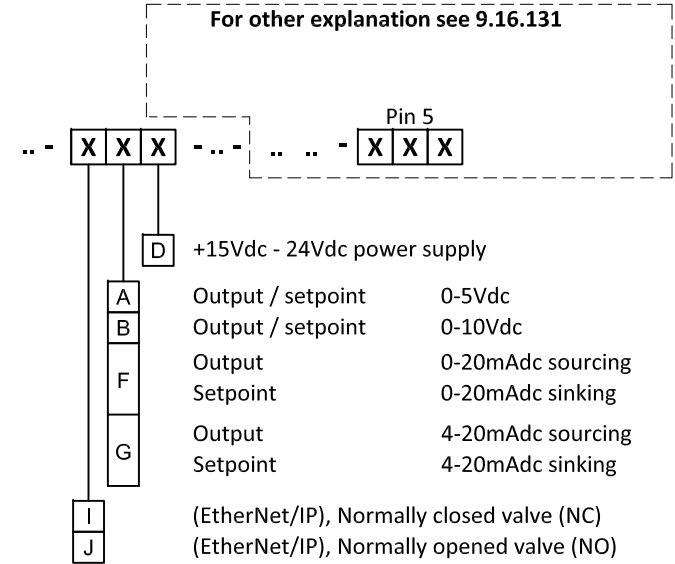 For other explanation see 9.16.131
Pin 5
.. - X X X - .. - .. .. - X X X
D +15Vdc - 24Vdc power supply
A Output / setpoint 0-5Vdc
B Output / setpoint 0-10Vdc
F Output 0-20mAdc sourcing
Setpoint 0-20mAdc sinking
G Output 4-20mAdc sourcing
Setpoint 4-20mAdc sinking
I (EtherNet/IP), Normally closed valve (NC)
J (EtherNet/IP), Normally opened valve (NO)